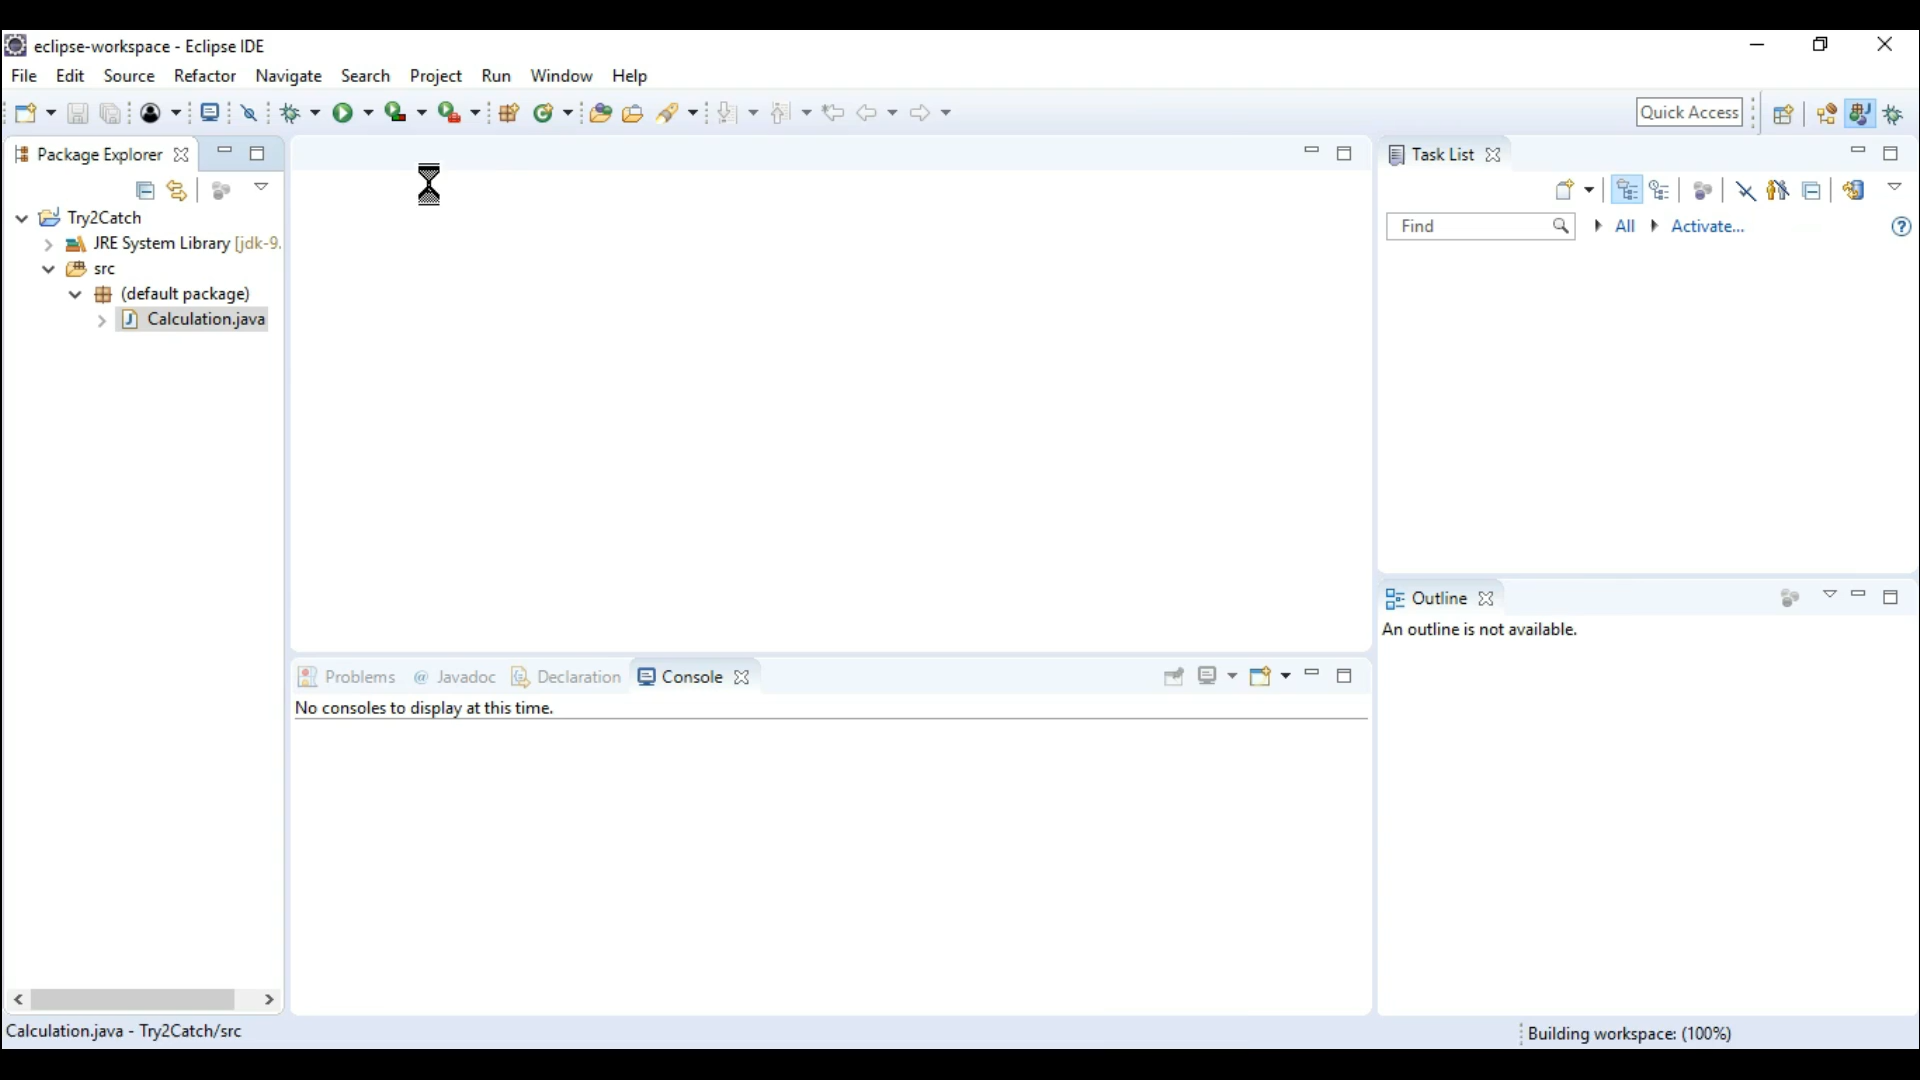 eclipse-workspace - Eclipse IDE
File Edit Source Refactor Navigate Search Project Run Window Help
Quick Access
Package Explorer
Try2Catch
JRE System Library [jdk-9.
src
(default package)
Calculation.java
Task List
Find
All
Activate...
Outline
An outline is not available.
Problems @ Javadoc Declaration Console
No consoles to display at this time.
Calculation.java - Try2Catch/src
Building workspace: (100%)